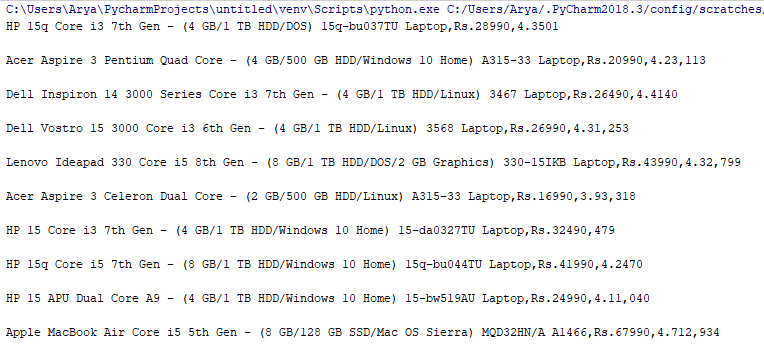 C:\Users\Arya\PycharmProjects\untitled\venv\Scripts\python.exe C:/Users/Arya/.PyCharm2018.3/config/scratches/
HP 15q Core i3 7th Gen - (4 GB/1 TB HDD/DOS) 15q-bu037TU Laptop,Rs.28990,4.3501
Acer Aspire 3 Pentium Quad Core - (4 GB/500 GB HDD/Windows 10 Home) A315-33 Laptop,Rs.20990,4.23,113
Dell Inspiron 14 3000 Series Core i3 7th Gen - (4 GB/1 TB HDD/Linux) 3467 Laptop,Rs.26490,4.4140
Dell Vostro 15 3000 Core i3 6th Gen - (4 GB/1 TB HDD/Linux) 3568 Laptop,Rs.26990,4.31,253
Lenovo Ideapad 330 Core i5 8th Gen - (8 GB/1 TB HDD/DOS/2 GB Graphics) 330-15IKB Laptop,Rs.43990,4.32,799
Acer Aspire 3 Celeron Dual Core - (2 GB/500 GB HDD/Linux) A315-33 Laptop,Rs.16990,3.93,318
HP 15 Core i3 7th Gen - (4 GB/1 TB HDD/Windows 10 Home) 15-da0327TU Laptop,Rs.32490,479
HP 15q Core i5 7th Gen - (8 GB/1 TB HDD/Windows 10 Home) 15q-bu044TU Laptop,Rs.41990,4.2470
HP 15 APU Dual Core A9 - (4 GB/1 TB HDD/Windows 10 Home) 15-bw519AU Laptop,Rs.24990,4.11,040
Apple MacBook Air Core i5 5th Gen - (8 GB/128 GB SSD/Mac OS Sierra) MQD32HN/A A1466,Rs.67990,4.712,934